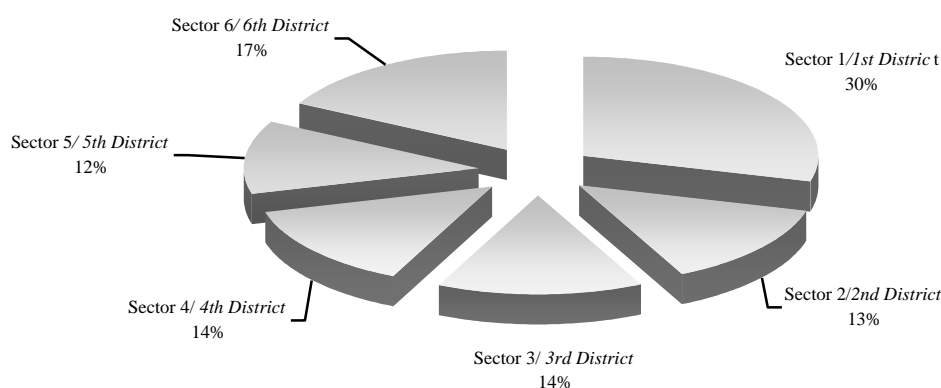 Sector 6/ 6th District
17%
Sector 1/1st Distric t
30%
Sector 5/ 5th District
12%
Sector 2/2nd District
13%
Sector 4/ 4th District
14%
Sector 3/ 3rd District
14%